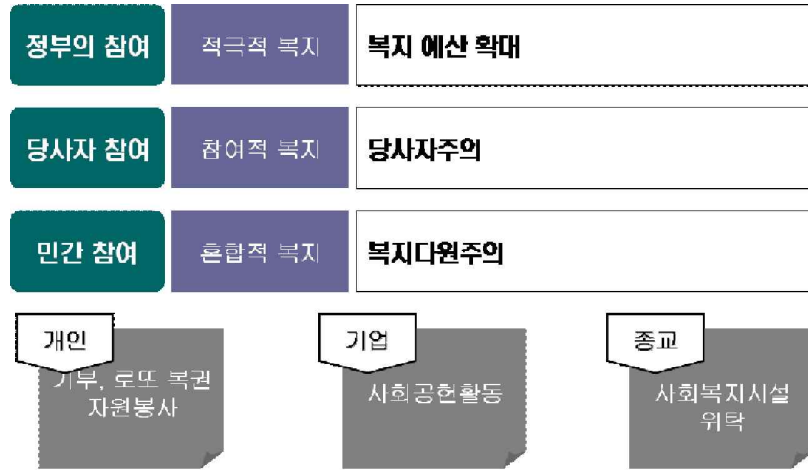 정부의 참여 적극적 복지 복지 예산 확대
당사자 참여 참여적 복지 당사자주의
민간 참여 혼합적 복지 복지다원주의
개인 기업 종교
기부, 로또 복권
자원봉사
사회공헌활동
사회복지시설
위탁